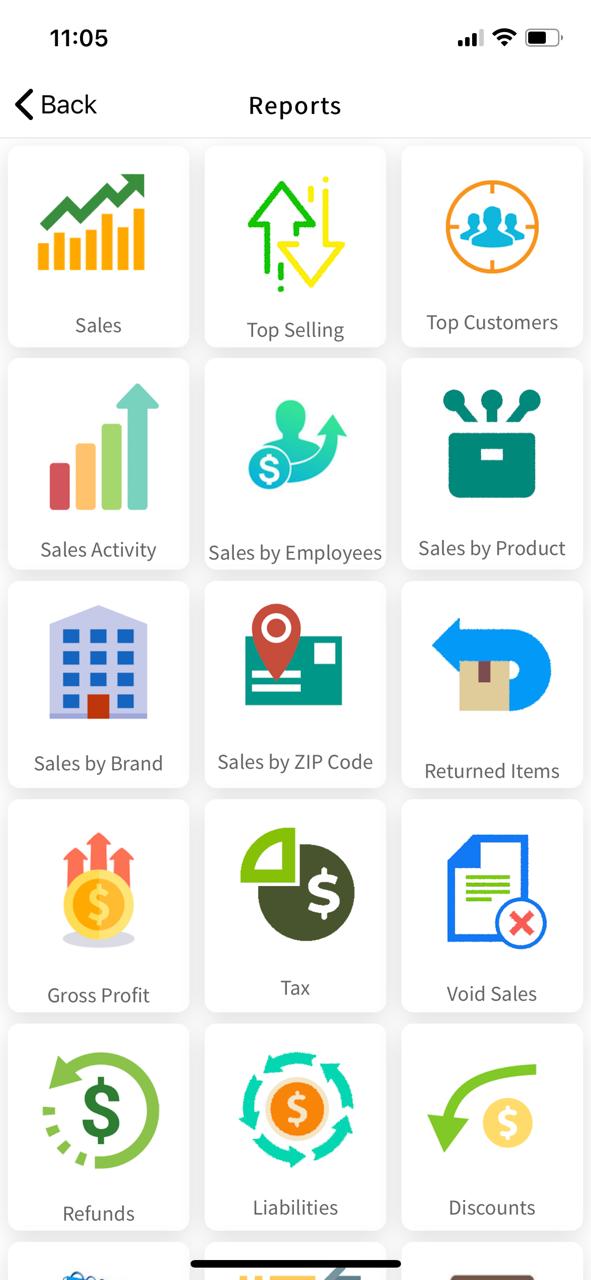 11:05
Back
Reports
Sales
Top Selling
Top Customers
Sales Activity
Sales by Employees
Sales by Product
Sales by Brand
Sales by ZIP Code
Returned Items
Gross Profit
Tax
Void Sales
Refunds
Liabilities
Discounts